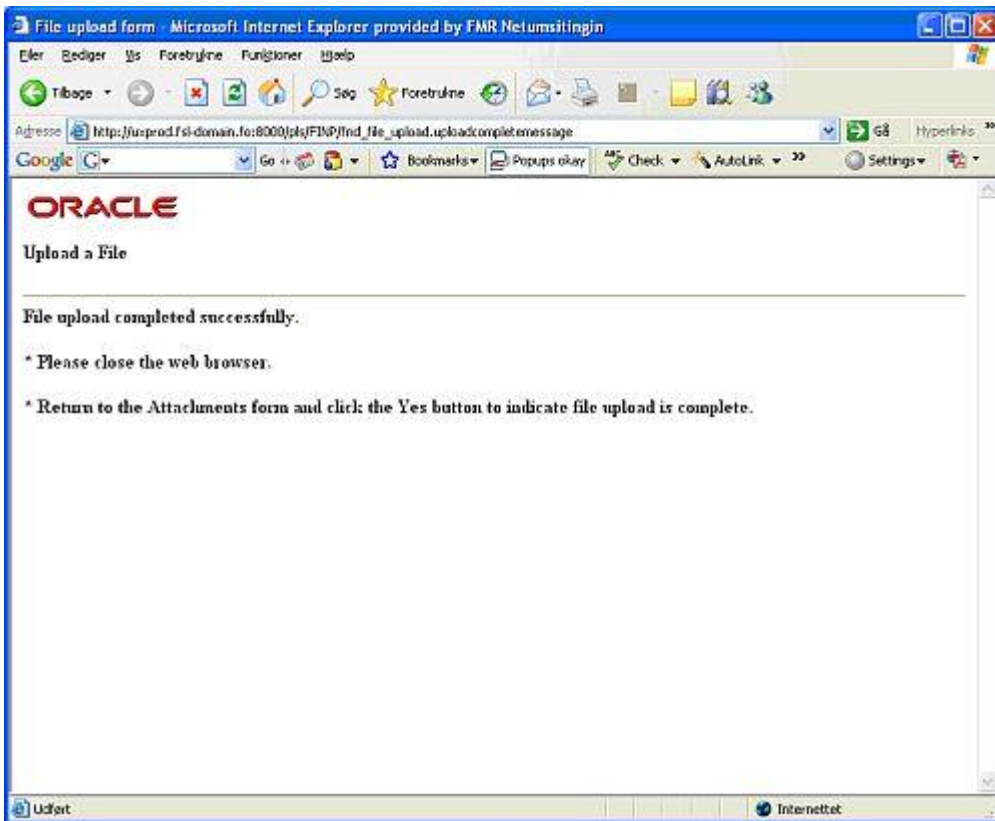 File upload form - Microsoft Internet Explorer provided by FMR Netumsitingin
Filer Rediger Vis Foretrukne Funktioner Hjælp
Tilbage Søg Foretrukne
Adresse http://uxprod.fsl-domain.fo:8000/pls/FINP/fnd_file_upload.uploadcompletemessage Gå Hyperlinks »
Google G Go Bookmarks Popups okay ABC Check AutoLink » Settings
ORACLE
Upload a File
File upload completed successfully.
* Please close the web browser.
* Return to the Attachments form and click the Yes button to indicate file upload is complete.
Udført Internettet